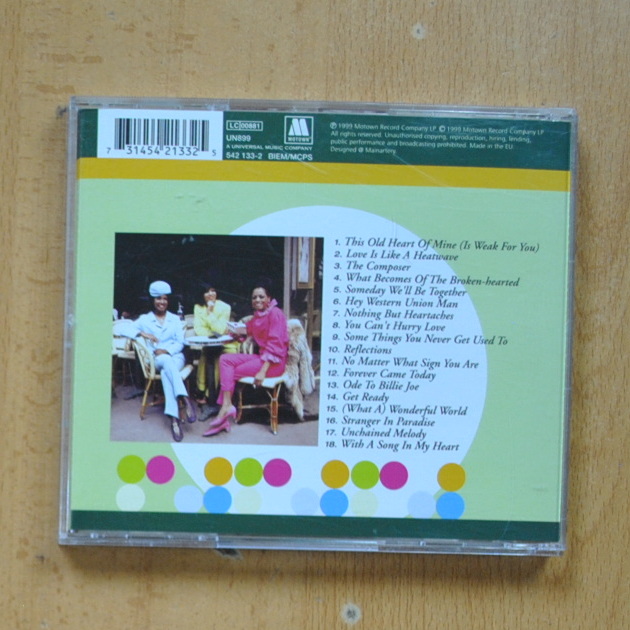 7 31454 21332 5
LC 00881
UN899
MOTOWN
A UNIVERSAL MUSIC COMPANY
542 133-2 BIEM/MCPS
℗ 1999 Motown Record Company LP © 1999 Motown Record Company LP
All rights reserved. Unauthorised copying, reproduction, hiring, lending,
public performance and broadcasting prohibited. Made in the EU.
Designed @ Mainartery
1. This Old Heart Of Mine (Is Weak For You)
2. Love Is Like A Heatwave
3. The Composer
4. What Becomes Of The Broken-hearted
5. Someday We'll Be Together
6. Hey Western Union Man
7. Nothing But Heartaches
8. You Can't Hurry Love
9. Some Things You Never Get Used To
10. Reflections
11. No Matter What Sign You Are
12. Forever Came Today
13. Ode To Billie Joe
14. Get Ready
15. (What A) Wonderful World
16. Stranger In Paradise
17. Unchained Melody
18. With A Song In My Heart